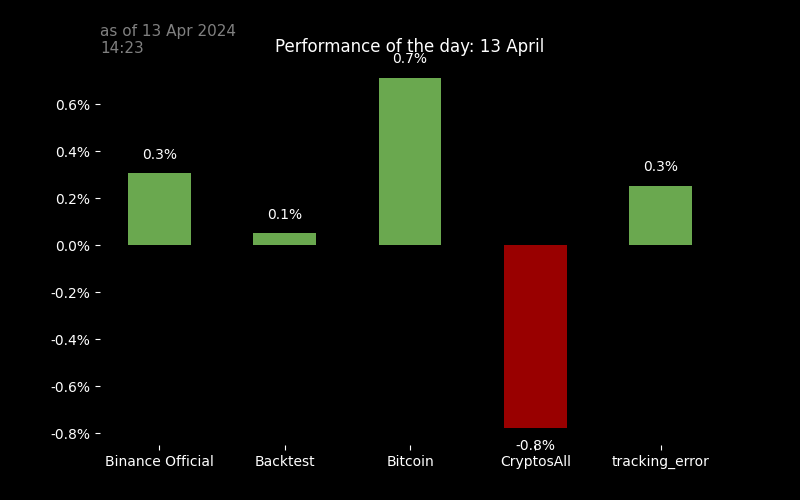 as of 13 Apr 2024
14:23
Performance of the day: 13 April
0.7%
0.6%
0.4%
0.2%
0.0%
-0.2%
-0.4%
-0.6%
-0.8%
0.3%
0.1%
0.3%
-0.8%
Binance Official
Backtest
Bitcoin
CryptosAll
tracking_error